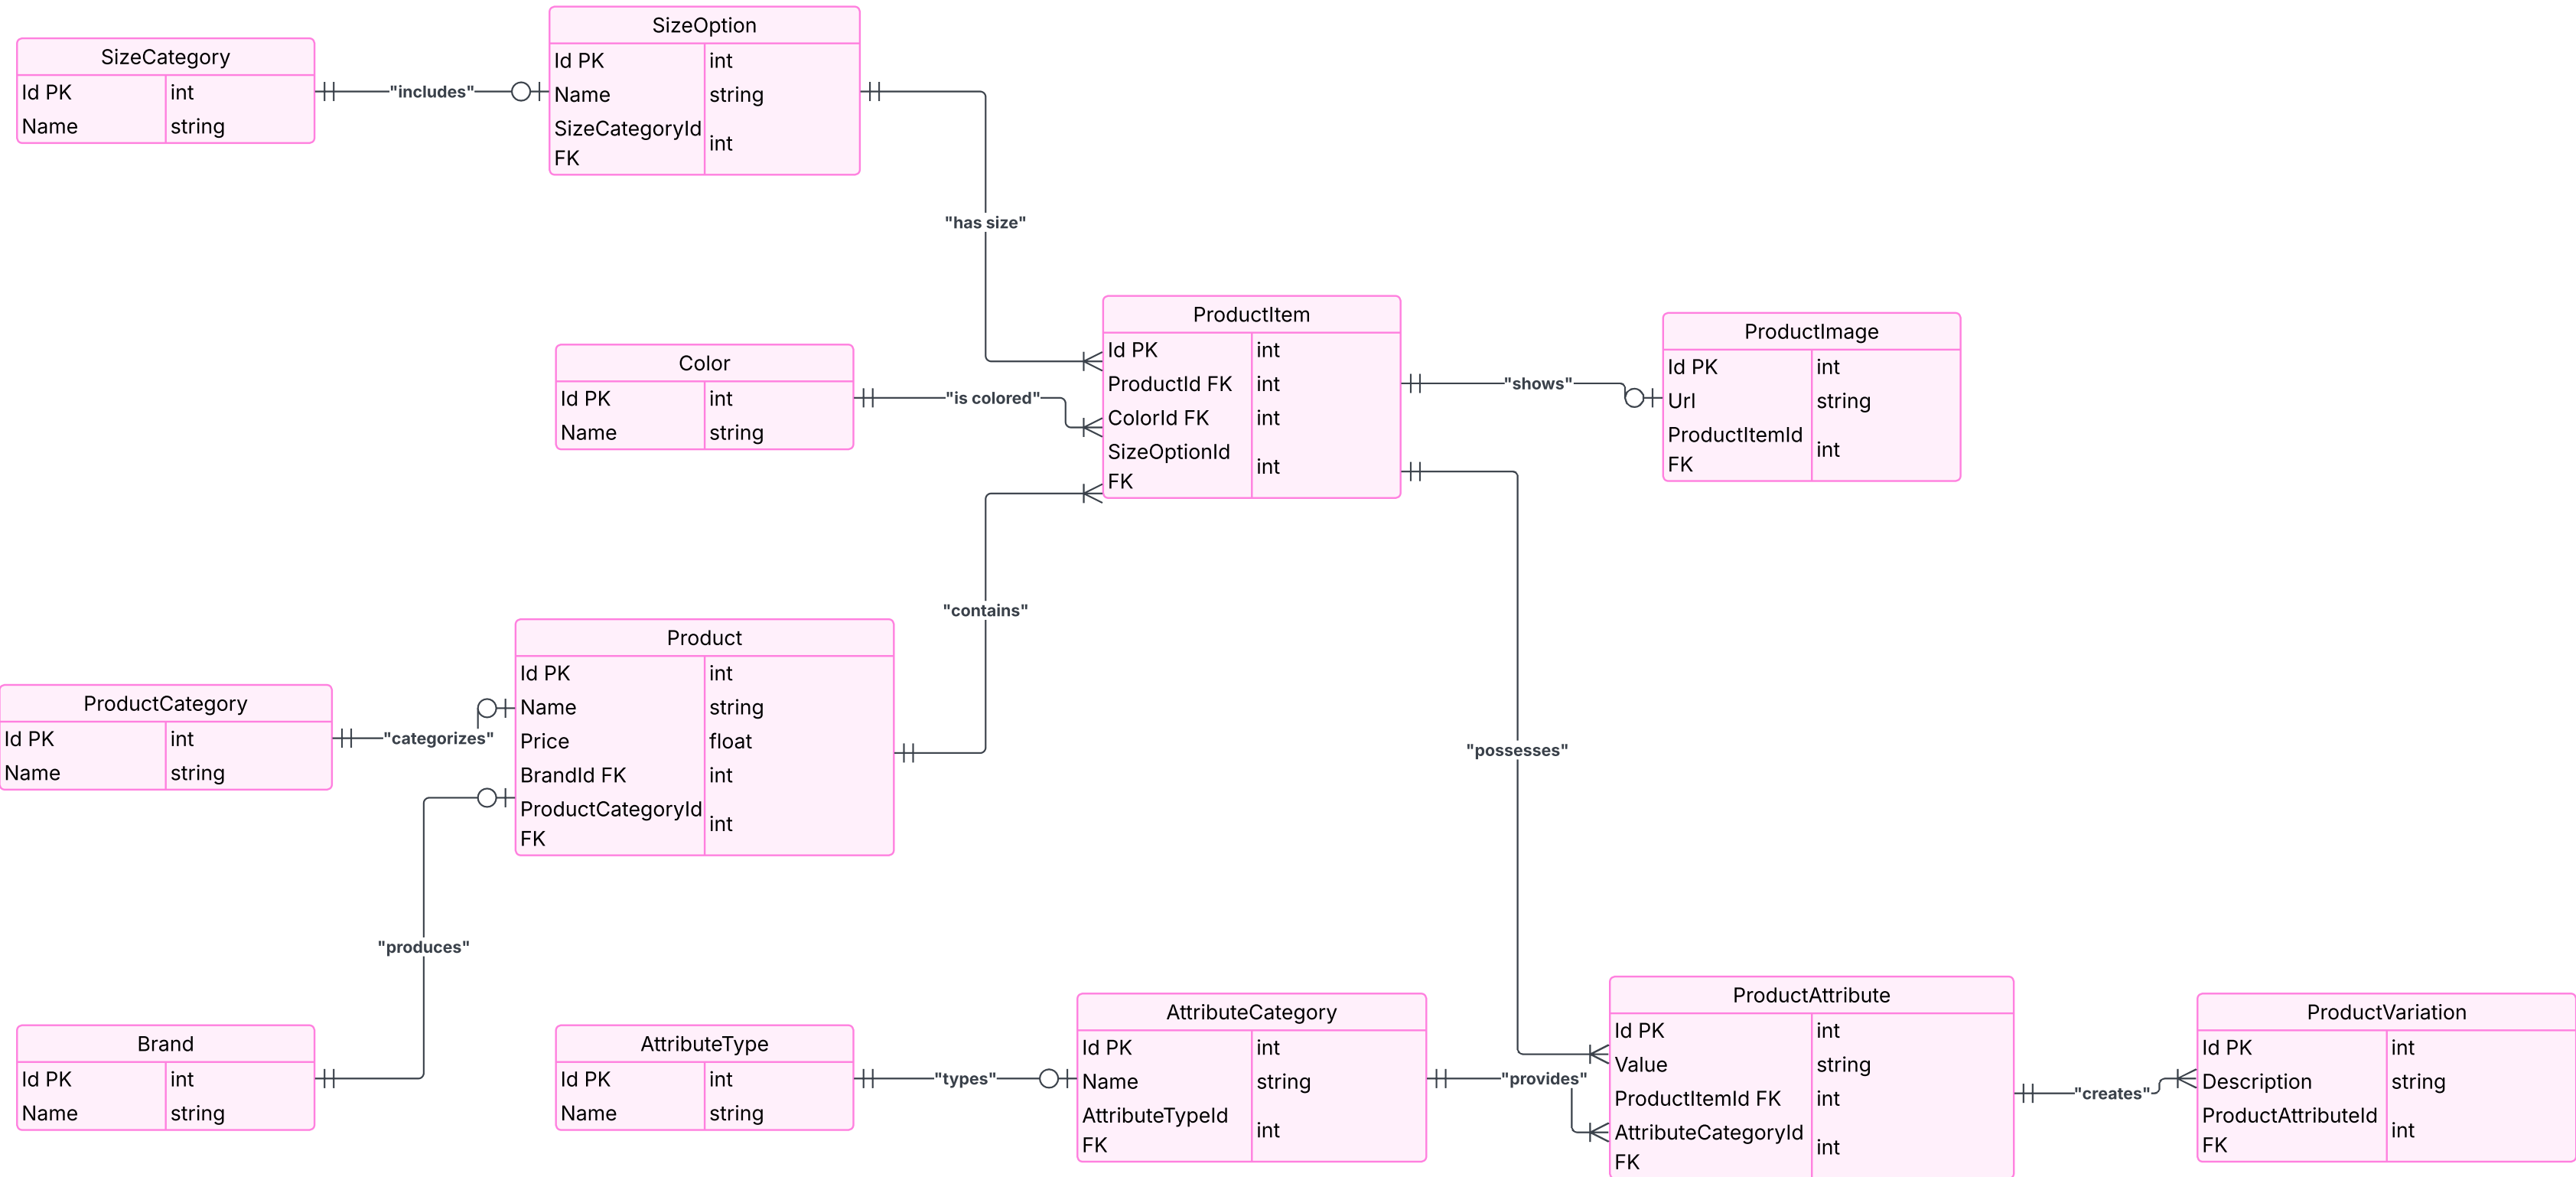 SizeOption
Id PK int
Name string
SizeCategoryId
int
FK
SizeCategory
Id PK int
Name string
"includes"
"has size"
ProductItem
Id PK int
ProductId FK int
ColorId FK int
SizeOptionId
int
FK
ProductImage
Id PK int
Url string
ProductItemId
int
FK
Color
Id PK int
Name string
"is colored"
"shows"
"contains"
Product
Id PK int
Name string
Price float
BrandId FK int
ProductCategoryId
int
FK
ProductCategory
Id PK int
Name string
"categorizes"
"possesses"
"produces"
Brand
Id PK int
Name string
AttributeType
Id PK int
Name string
"types"
AttributeCategory
Id PK int
Name string
AttributeTypeId
int
FK
"provides"
ProductAttribute
Id PK int
Value string
ProductItemId FK int
AttributeCategoryId
int
FK
"creates"
ProductVariation
Id PK int
Description string
ProductAttributeId
int
FK